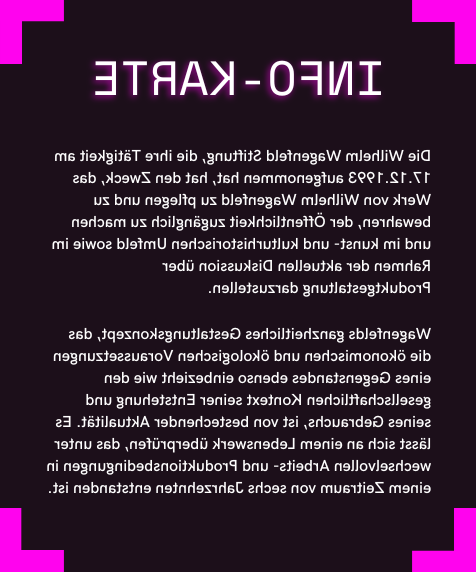 INFO-KARTE
Die Wilhelm Wagenfeld Stiftung, die ihre Tätigkeit am
17.12.1993 aufgenommen hat, hat den Zweck, das
Werk von Wilhelm Wagenfeld zu pflegen und zu
bewahren, der Öffentlichkeit zugänglich zu machen
und im kunst- und kulturhistorischen Umfeld sowie im
Rahmen der aktuellen Diskussion über
Produktgestaltung darzustellen.
Wagenfelds ganzheitliches Gestaltungskonzept, das
die ökonomischen und ökologischen Voraussetzungen
eines Gegenstandes ebenso einbezieht wie den
gesellschaftlichen Kontext seiner Entstehung und
seines Gebrauchs, ist von bestechender Aktualität. Es
lässt sich an einem Lebenswerk überprüfen, das unter
wechselvollen Arbeits- und Produktionsbedingungen in
einem Zeitraum von sechs Jahrzehnten entstanden ist.